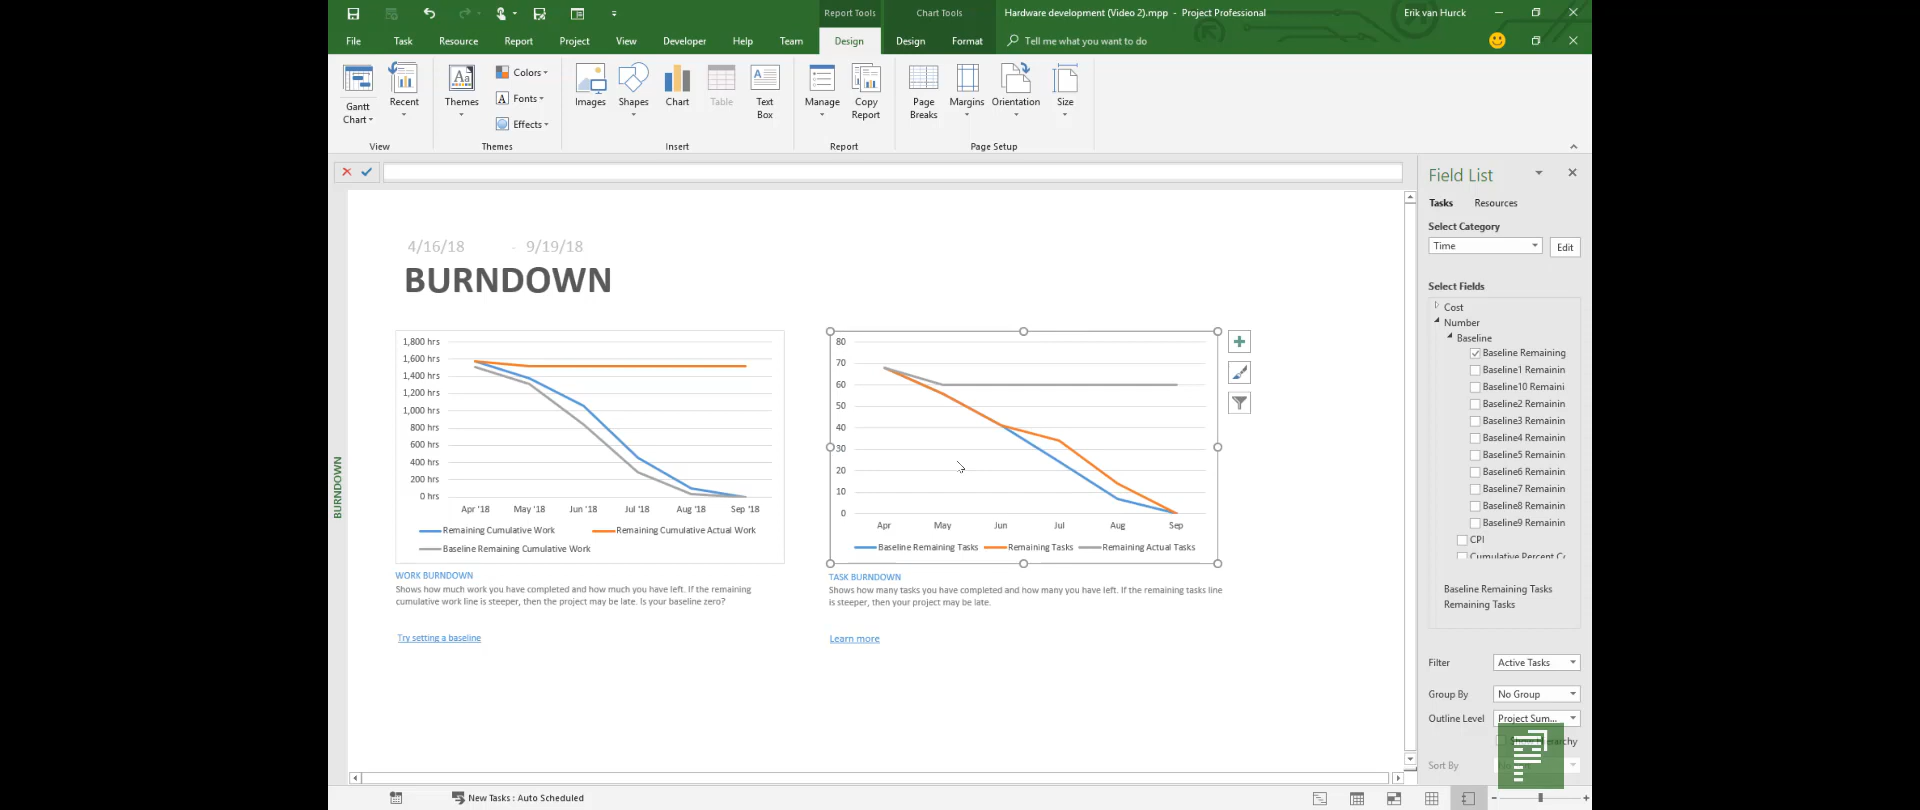 Report Tools
Chart Tools
Hardware development (Video 2).mpp - Project Professional
Erik van Hurck
File
Task
Resource
Report
Project
View
Developer
Help
Team
Design
Design
Format
Tell me what you want to do
Gantt Chart
Recent
Themes
Aa
Colors
A
Fonts
Effects
Images
Shapes
Chart
Table
Text Box
A
Manage
Copy Report
Page Breaks
Margins
Orientation
Size
View
Themes
Insert
Report
Page Setup
BURNDOWN
4/16/18 - 9/19/18
BURNDOWN
1,800 hrs
1,600 hrs
1,400 hrs
1,200 hrs
1,000 hrs
800 hrs
600 hrs
400 hrs
200 hrs
0 hrs
Apr '18 May '18 Jun '18 Jul '18 Aug '18 Sep '18
Remaining Cumulative Work Remaining Cumulative Actual Work
Baseline Remaining Cumulative Work
WORK BURNDOWN
Shows how much work you have completed and how much you have left. If the remaining
cumulative work line is steeper, then the project may be late. Is your baseline zero?
Try setting a baseline
80
70
60
50
40
30
20
10
0
Apr May Jun Jul Aug Sep
Baseline Remaining Tasks Remaining Tasks Remaining Actual Tasks
TASK BURNDOWN
Shows how many tasks you have completed and how many you have left. If the remaining tasks line
is steeper, then your project may be late.
Learn more
Field List
Tasks Resources
Select Category
Time Edit
Select Fields
Cost
Number
Baseline
Baseline Remaining
Baseline1 Remainin
Baseline10 Remaini
Baseline2 Remainin
Baseline3 Remainin
Baseline4 Remainin
Baseline5 Remainin
Baseline6 Remainin
Baseline7 Remainin
Baseline8 Remainin
Baseline9 Remainin
CPI
Cumulative Percent
Baseline Remaining Tasks
Remaining Tasks
Filter Active Tasks
Group By No Group
Outline Level Project Sum...
Sort By
New Tasks : Auto Scheduled